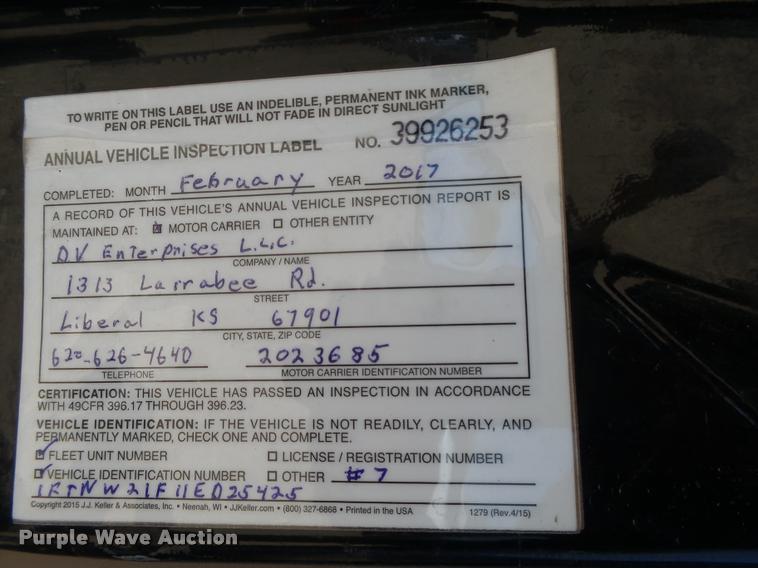 TO WRITE ON THIS LABEL USE AN INDELIBLE, PERMANENT INK MARKER,
PEN OR PENCIL THAT WILL NOT FADE IN DIRECT SUNLIGHT
ANNUAL VEHICLE INSPECTION LABEL NO. 39926253
COMPLETED: MONTH February YEAR 2017
A RECORD OF THIS VEHICLE'S ANNUAL VEHICLE INSPECTION REPORT IS
MAINTAINED AT: ☒ MOTOR CARRIER ☐ OTHER ENTITY
DV Enterprises L.L.C.
COMPANY / NAME
1313 Larrabee Rd.
STREET
Liberal KS 67901
CITY, STATE, ZIP CODE
620-626-4640 2023685
TELEPHONE MOTOR CARRIER IDENTIFICATION NUMBER
CERTIFICATION: THIS VEHICLE HAS PASSED AN INSPECTION IN ACCORDANCE
WITH 49CFR 396.17 THROUGH 396.23.
VEHICLE IDENTIFICATION: IF THE VEHICLE IS NOT READILY, CLEARLY, AND
PERMANENTLY MARKED, CHECK ONE AND COMPLETE.
☑ FLEET UNIT NUMBER ☐ LICENSE / REGISTRATION NUMBER
☑ VEHICLE IDENTIFICATION NUMBER ☐ OTHER #7
1FTNW21F11ED25425
Copyright 2015 J.J. Keller & Associates, Inc. • Neenah, WI • JJKeller.com • (800) 327-6868 • Printed in the USA 1279 (Rev.4/15)
Purple Wave Auction